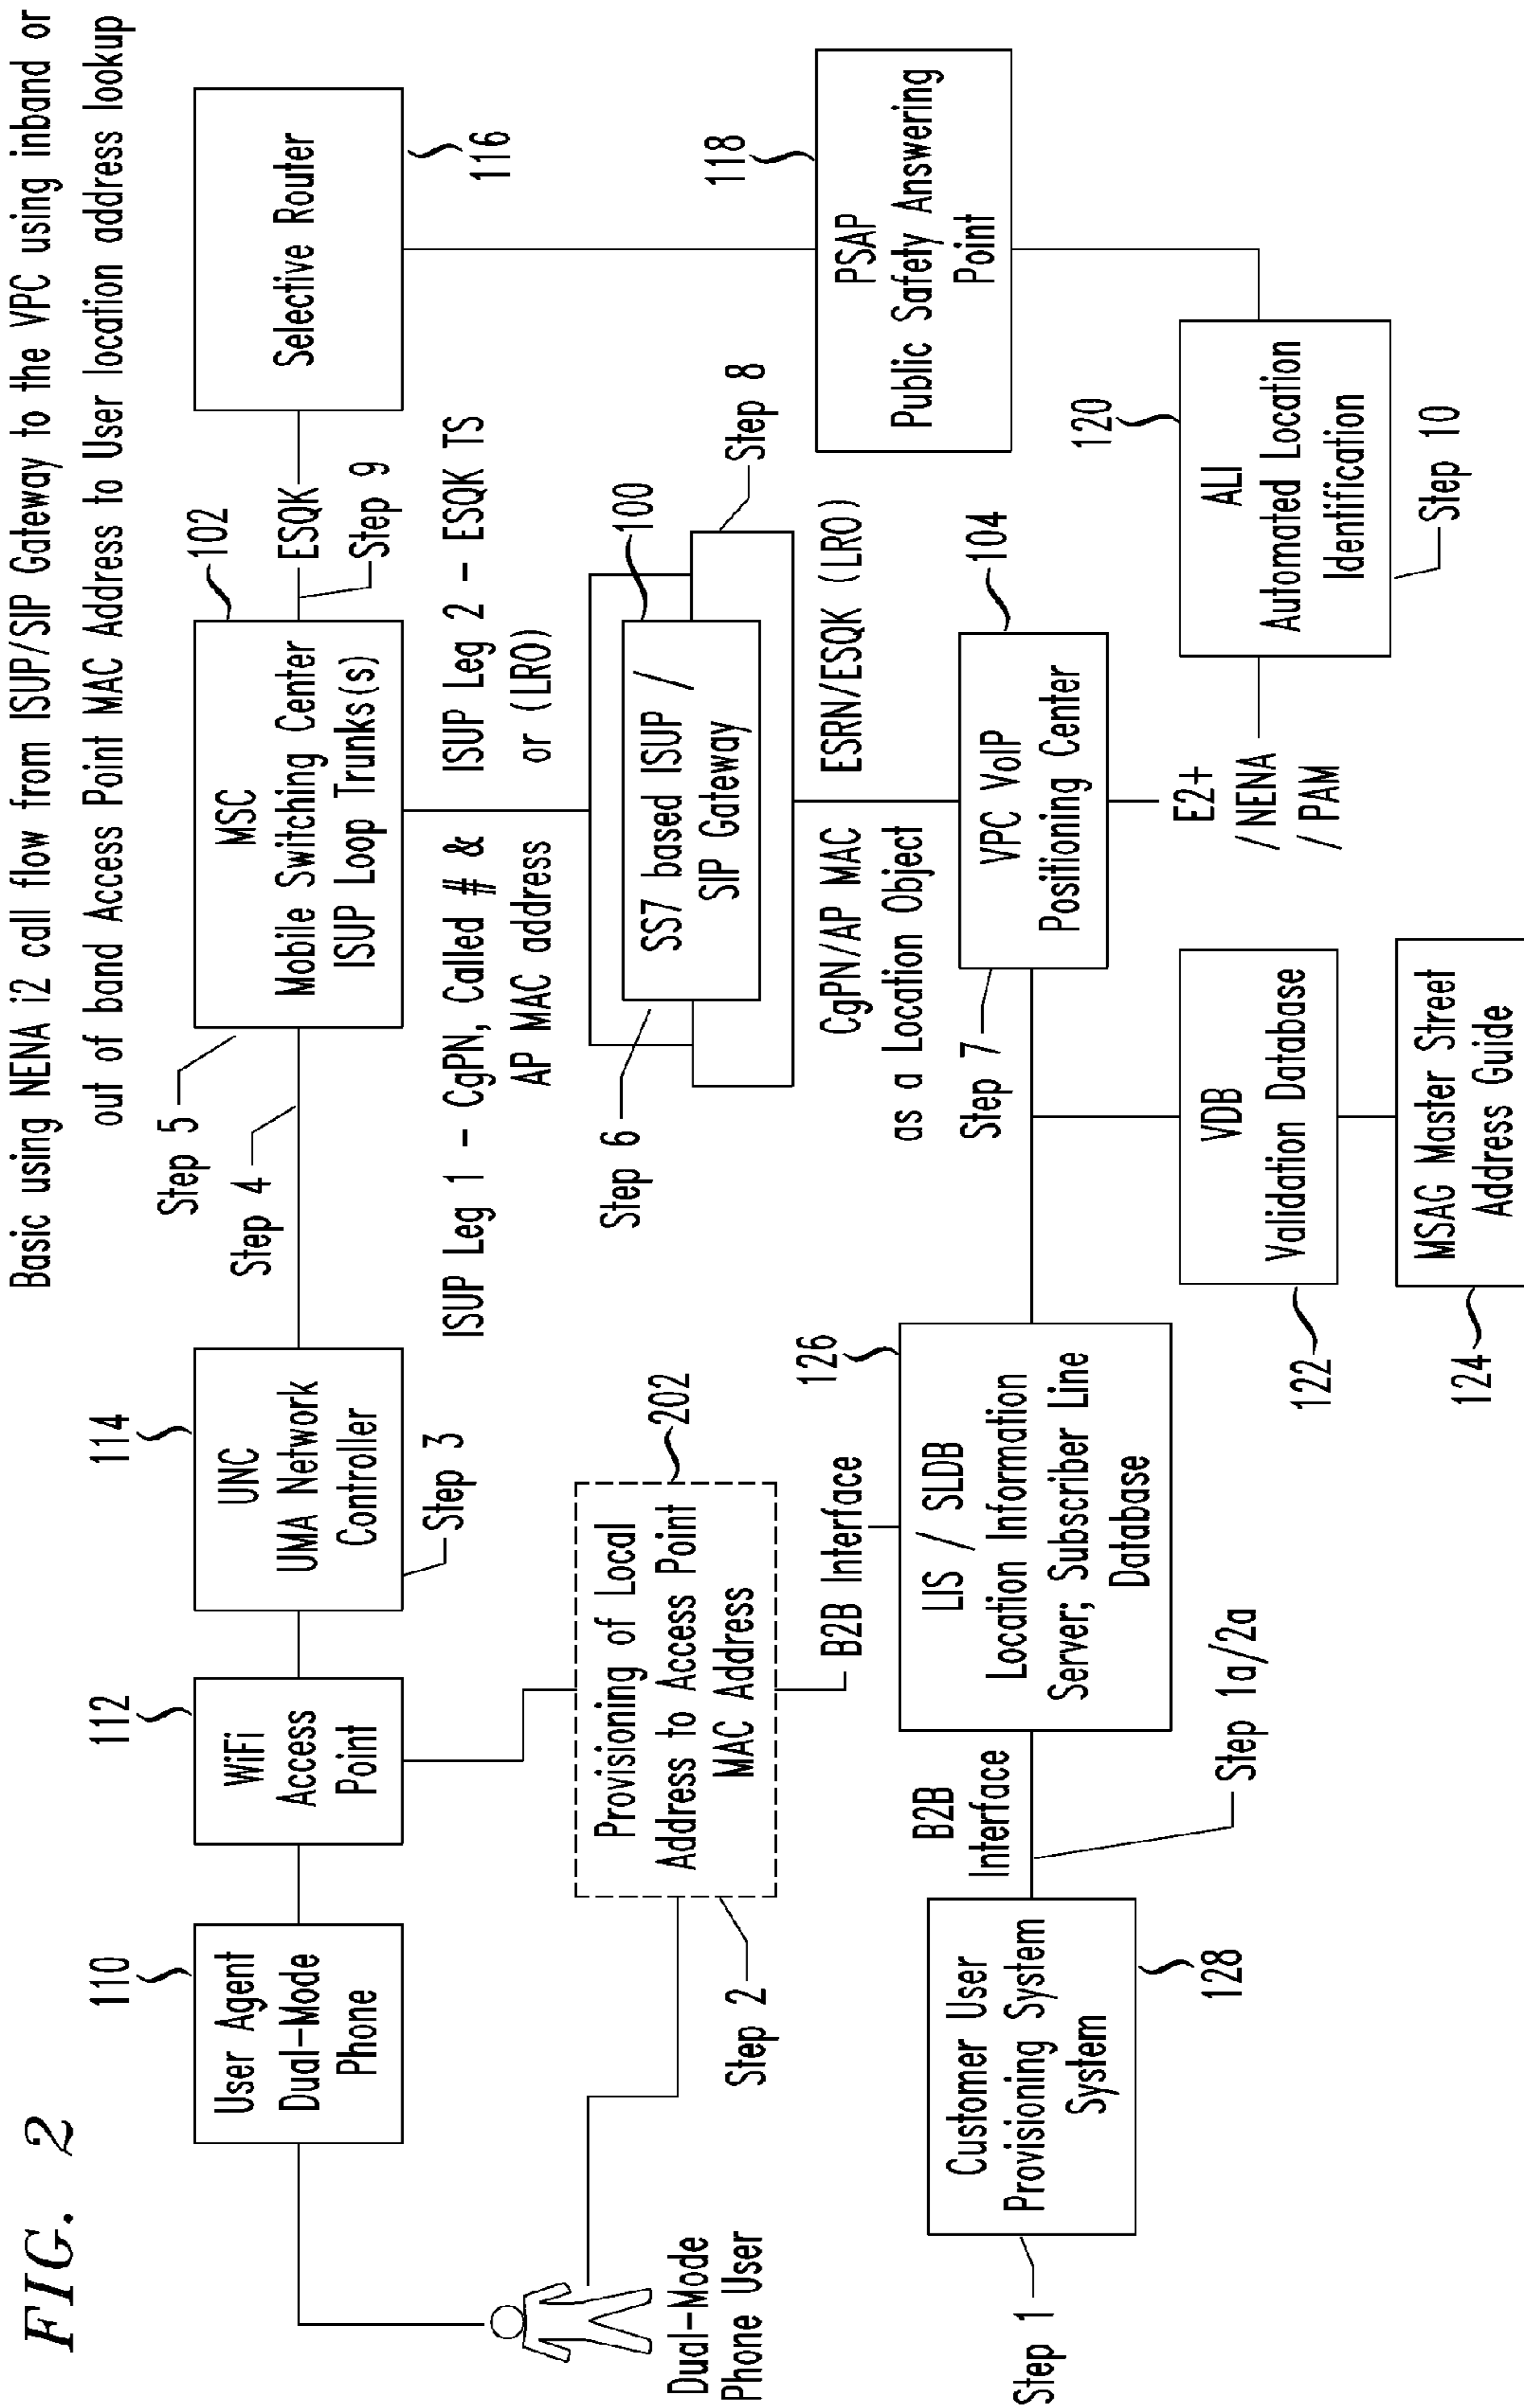 FIG. 2
Basic using NENA i2 call flow from ISUP/SIP Gateway to the VPC using inband or
out of band Access Point MAC Address to User location address lookup
110
User Agent
Dual-Mode
Phone
112
WiFi
Access
Point
114
UNC
UMA Network
Controller
Step 3
Step 5
Step 4
102
MSC
Mobile Switching Center
ISUP Loop Trunks(s)
ESQK
Step 9
Selective Router
116
ISUP Leg 1 - CgPN, Called # &
AP MAC address
ISUP Leg 2 - ESQK TS
or (LRO)
Dual-Mode
Phone User
202
Provisioning of Local
Address to Access Point
MAC Address
Step 2
B2B Interface
Step 6
100
SS7 based ISUP /
SIP Gateway
Step 8
118
PSAP
Public Safety Answering
Point
CgPN/AP MAC
as a Location Object
ESRN/ESQK (LRO)
Step 1
Customer User
Provisioning System
System
128
B2B
Interface
Step 1a/2a
126
LIS / SLDB
Location Information
Server; Subscriber Line
Database
Step 7
104
VPC VoIP
Positioning Center
E2+
/ NENA
/ PAM
120
ALI
Automated Location
Identification
Step 10
VDB
Validation Database
122
MSAG Master Street
Address Guide
124